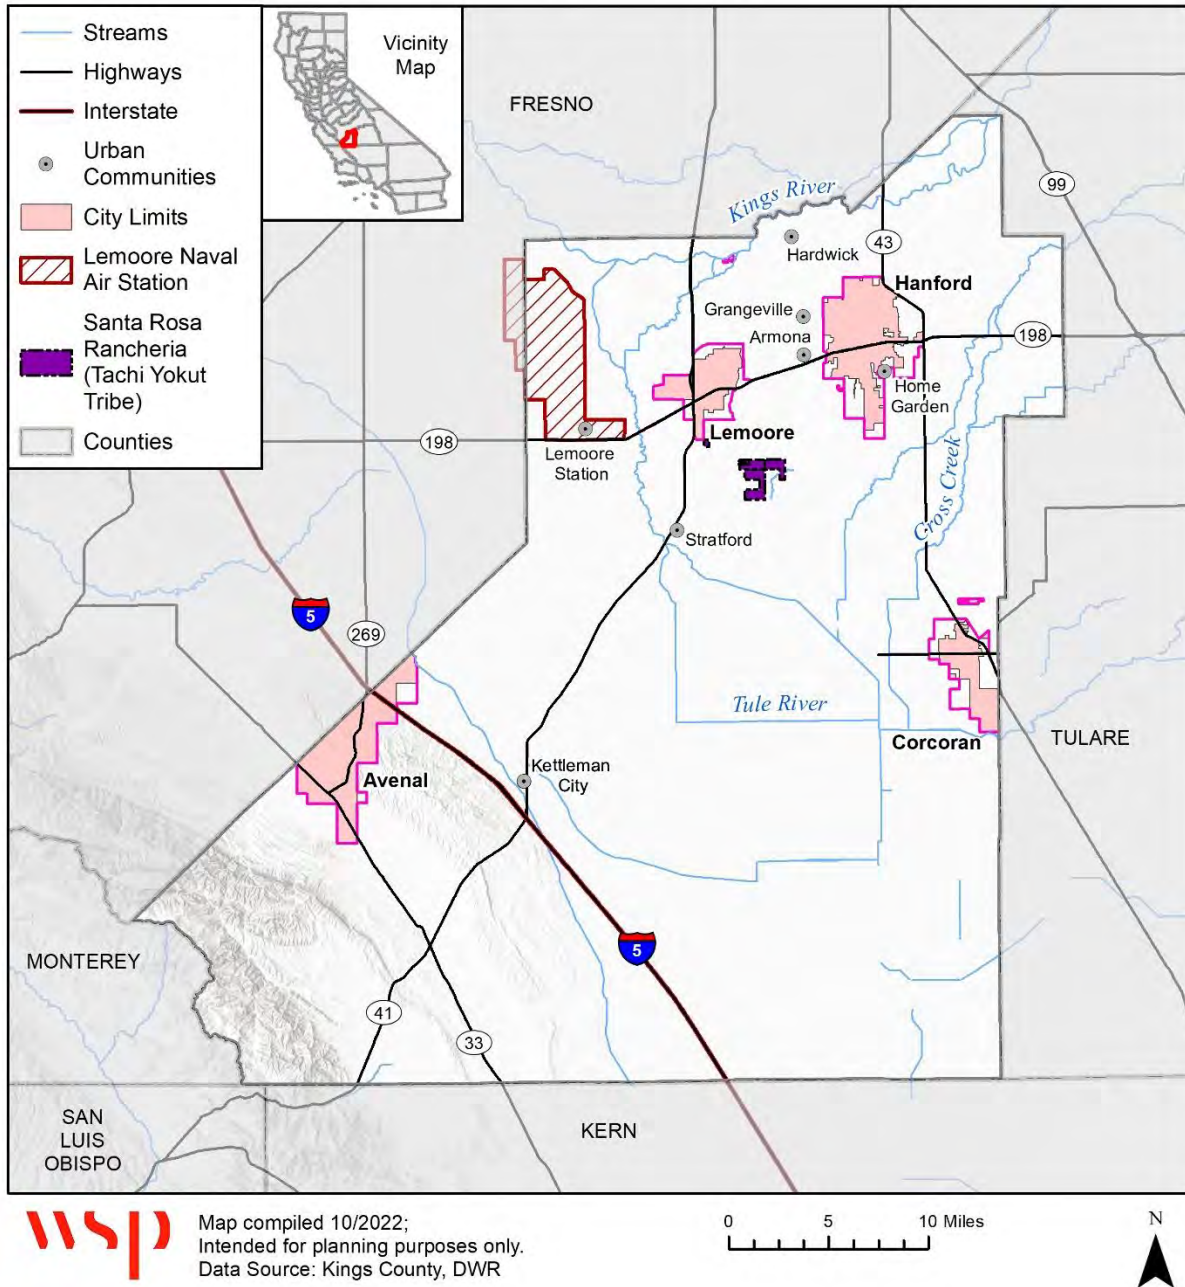 Streams
Highways
Interstate
Urban
Communities
City Limits
Lemoore Naval
Air Station
Santa Rosa
Rancheria
(Tachi Yokut
Tribe)
Counties
Vicinity
Map
FRESNO
99
Kings River
43
Hardwick
Hanford
Grangeville
Armona
198
Home
Garden
Lemoore
198
Lemoore
Station
Cross Creek
Stratford
5
269
Tule River
Corcoran
TULARE
Avenal
Kettleman
City
5
MONTEREY
41
33
SAN
LUIS
OBISPO
KERN
wsp
Map compiled 10/2022;
Intended for planning purposes only.
Data Source: Kings County, DWR
0 5 10 Miles
N